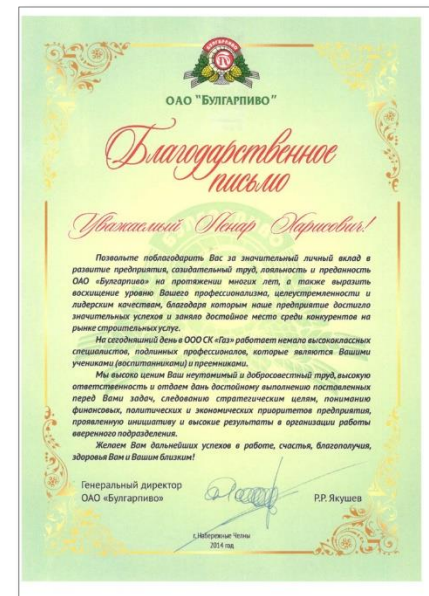 БУЛГАРПИВО
ОАО "БУЛГАРПИВО"
Благодарственное
письмо
Уважаемый Ленар Харисович!
Позвольте поблагодарить Вас за значительный личный вклад в
развитие предприятия, созидательный труд, лояльность и преданность
ОАО «Булгарпиво» на протяжении многих лет, а также выразить
восхищение уровню Вашего профессионализма, целеустремленности и
лидерским качествам, благодаря которым наше предприятие достигло
значительных успехов и заняло достойное место среди конкурентов на
рынке строительных услуг.
На сегодняшний день в ООО СК «Газ» работает немало высококлассных
специалистов, подлинных профессионалов, которые являются Вашими
учениками (воспитанниками) и преемниками.
Мы высоко ценим Ваш неутомимый и добросовестный труд, высокую
ответственность и отдаем дань достойному выполнению поставленных
перед Вами задач, следованию стратегическим целям, пониманию
финансовых, политических и экономических приоритетов предприятия,
проявленную инициативу и высокие результаты в организации работы
вверенного подразделения.
Желаем Вам дальнейших успехов в работе, счастья, благополучия,
здоровья Вам и Вашим близким!
Генеральный директор
ОАО «Булгарпиво»
Р.Р. Якушев
г.Набережные Челны
2014 год